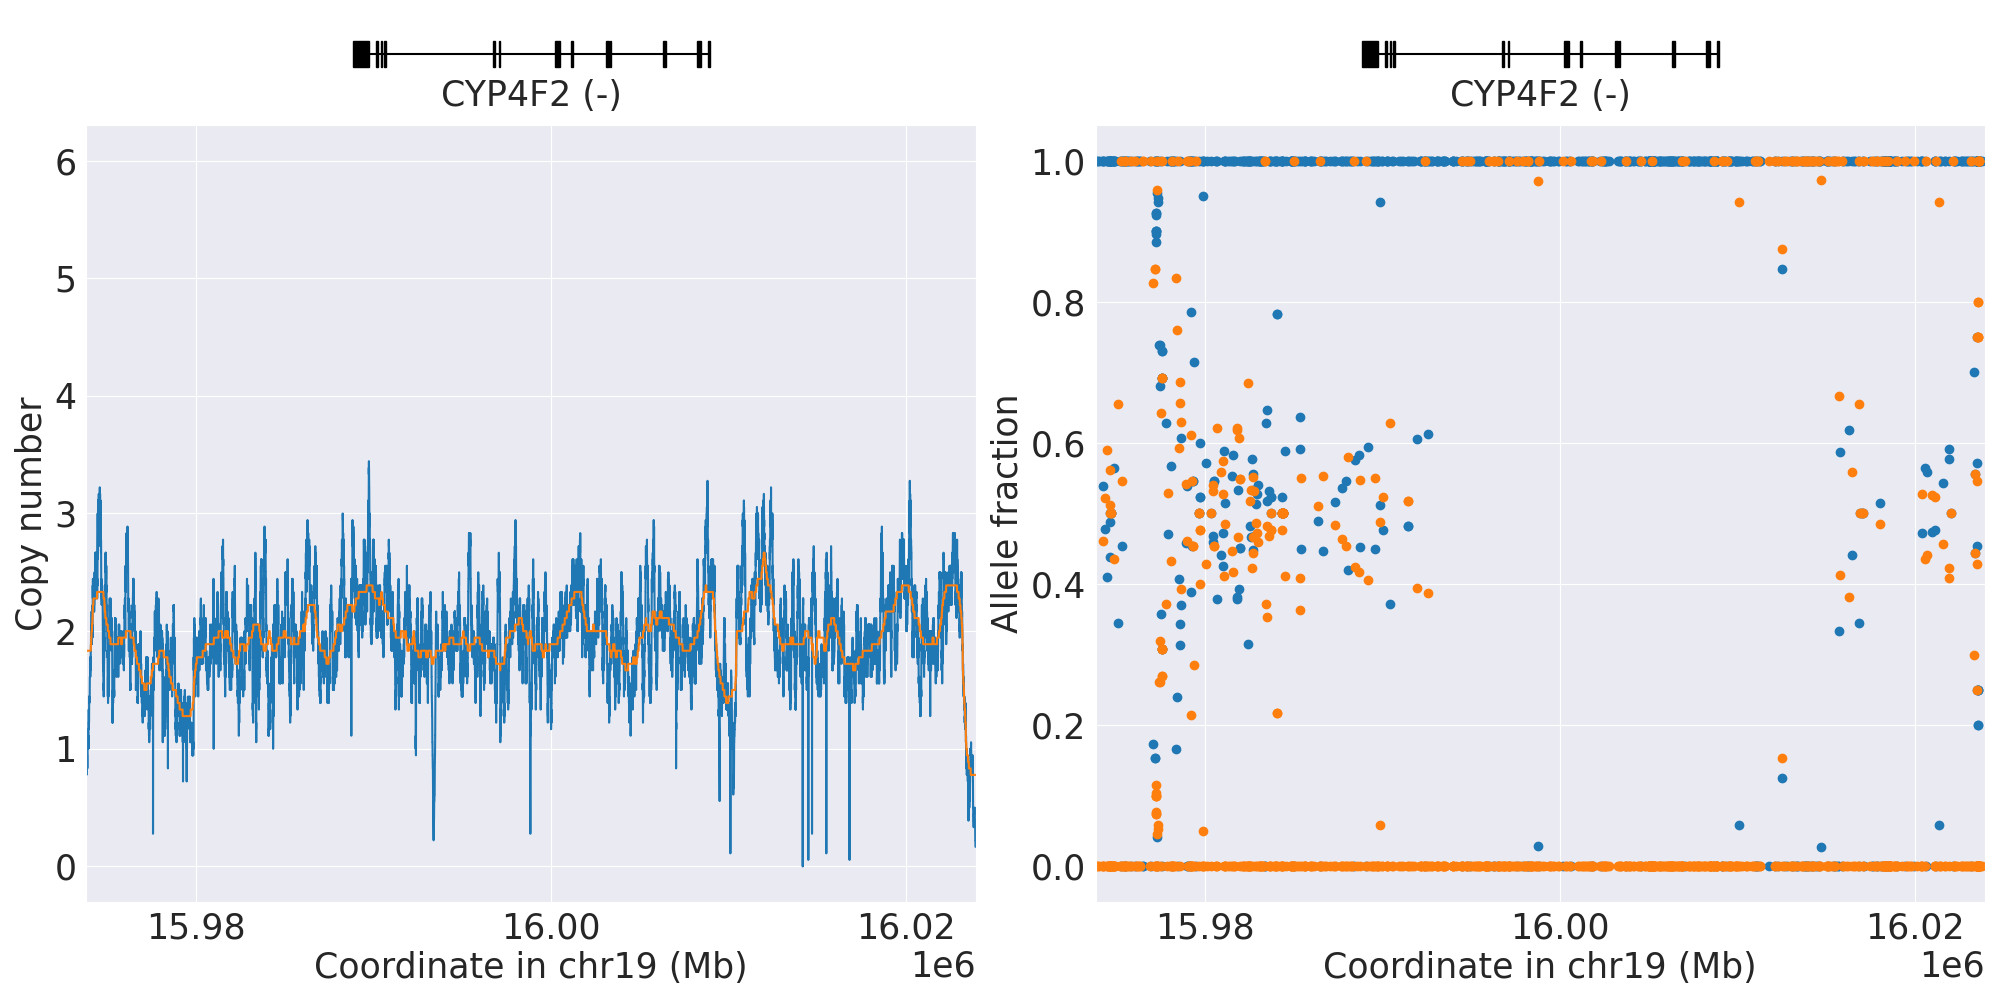 CYP4F2 (-)
Copy number
6
5
4
3
2
1
0
15.98
16.00
16.02
Coordinate in chr19 (Mb)
1e6
CYP4F2 (-)
Allele fraction
1.0
0.8
0.6
0.4
0.2
0.0
15.98
16.00
16.02
Coordinate in chr19 (Mb)
1e6